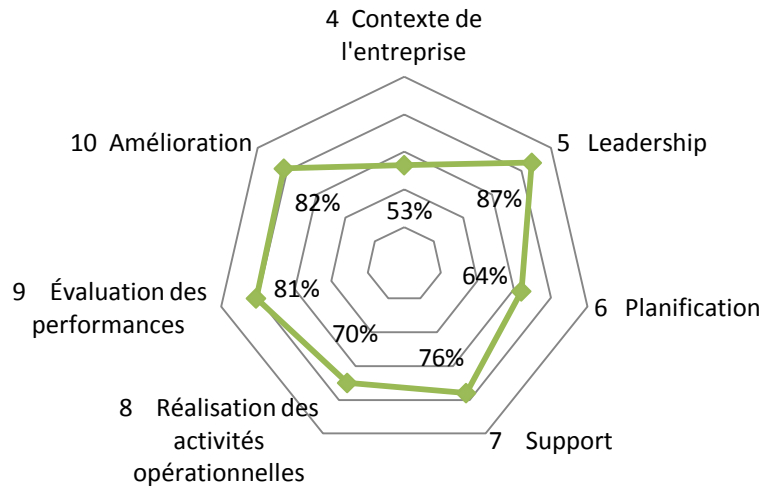 4 Contexte de
l'entreprise
5 Leadership
6 Planification
7 Support
8 Réalisation des
activités
opérationnelles
9 Évaluation des
performances
10 Amélioration
53%
87%
64%
76%
70%
81%
82%